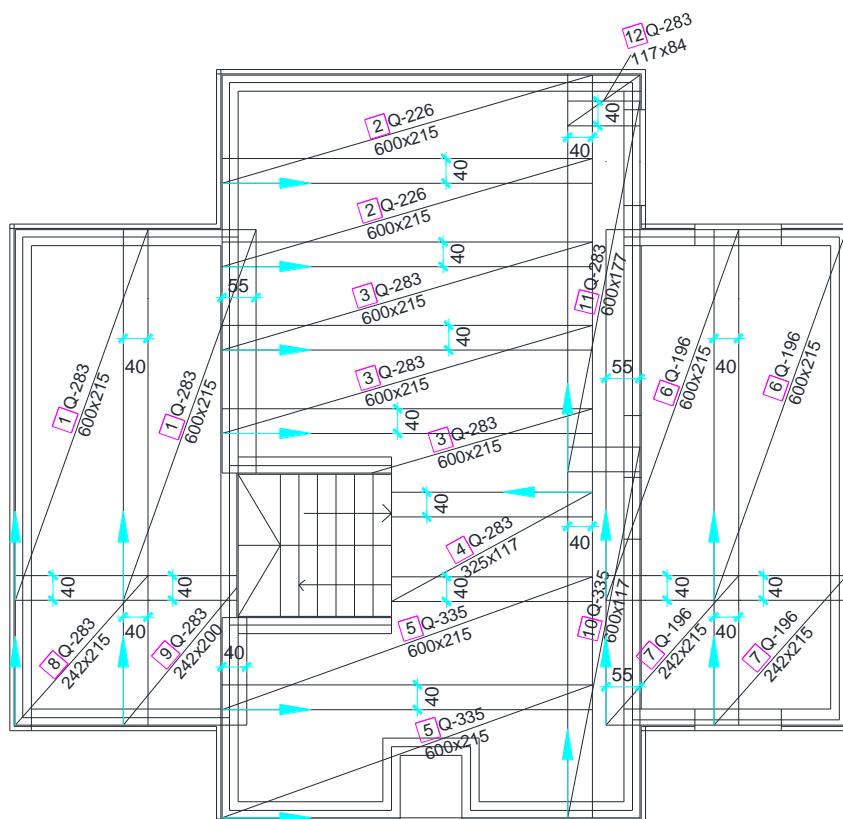 12 Q-283
117x84
40
40
2 Q-226
600x215
40
2 Q-226
600x215
40
55
3 Q-283
600x215
11 Q-283
600x177
40
3 Q-283
600x215
40
1 Q-283
600x215
40
1 Q-283
600x215
55
6 Q-196
600x215
40
6 Q-196
600x215
3 Q-283
600x215
40
4 Q-283
325x117
40
40
40
40
40
5 Q-335
600x215
10 Q-335
600x117
40
40
8 Q-283
242x215
40
9 Q-283
242x200
40
7 Q-196
242x215
40
7 Q-196
242x215
55
40
5 Q-335
600x215